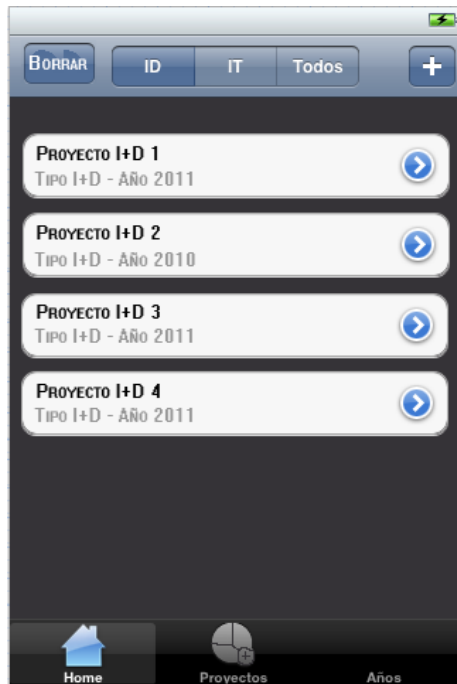 BORRAR ID IT Todos +
PROYECTO I+D 1
TIPO I+D - AÑO 2011
PROYECTO I+D 2
TIPO I+D - AÑO 2010
PROYECTO I+D 3
TIPO I+D - AÑO 2011
PROYECTO I+D 4
TIPO I+D - AÑO 2011
Home Proyectos Años